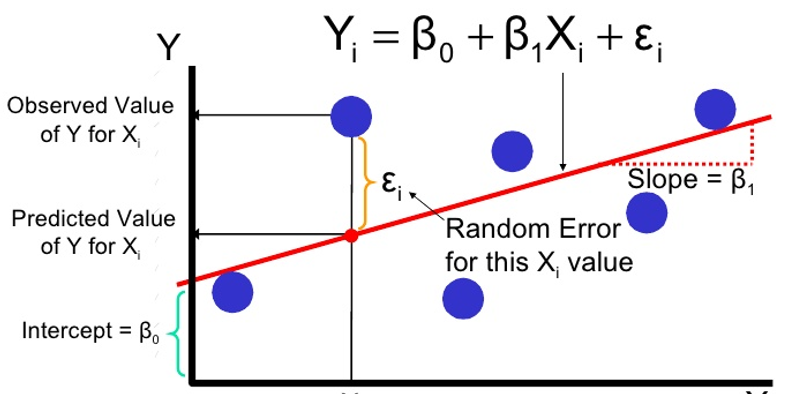 Yᵢ = β₀ + β₁Xᵢ + εᵢ
Y
Observed Value
of Y for Xᵢ
εᵢ
Slope = β₁
Predicted Value
of Y for Xᵢ
Random Error
for this Xᵢ value
Intercept = β₀